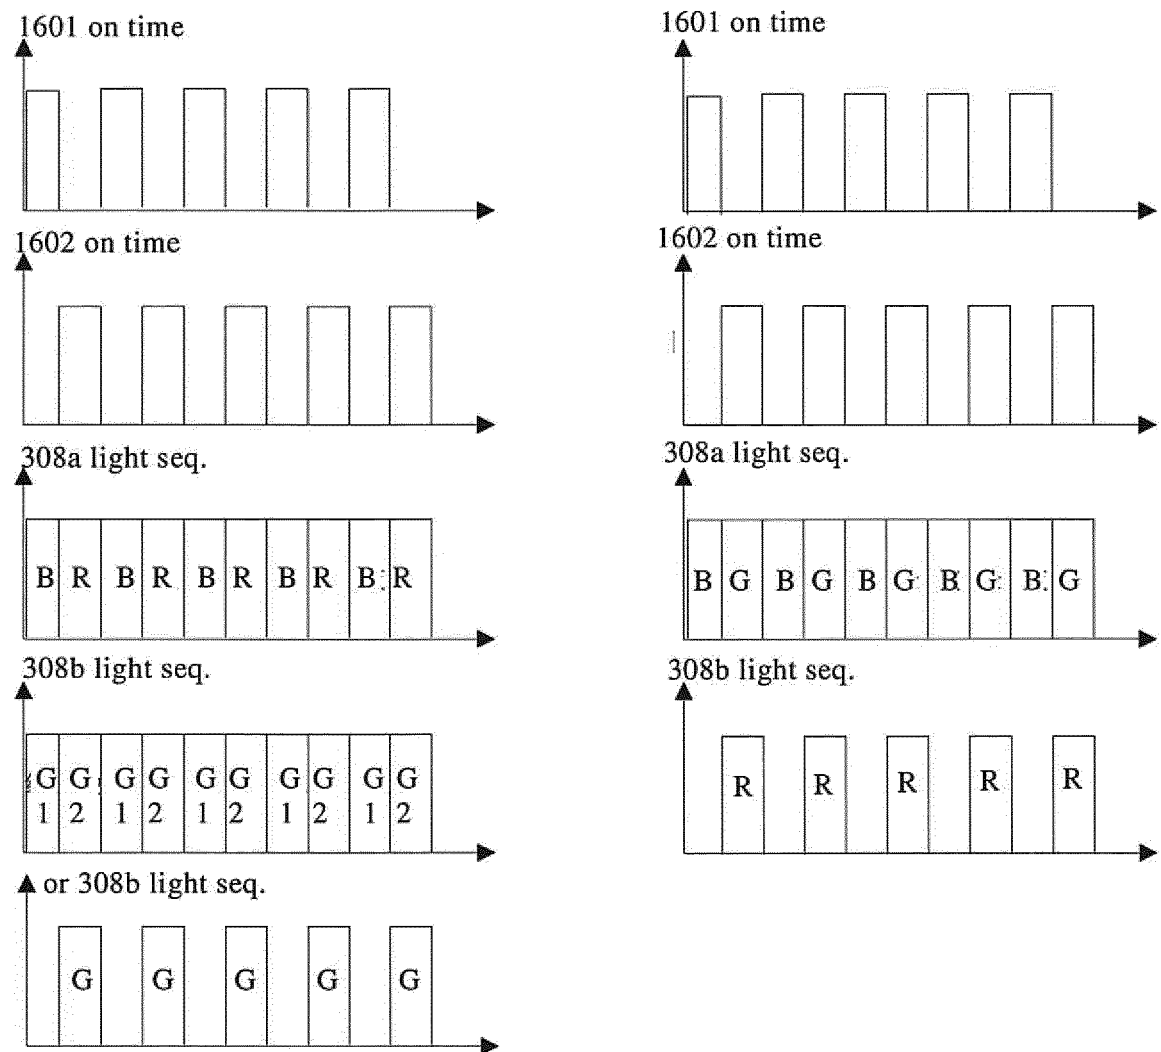 1601 on time
1602 on time
308a light seq.
B R B R B R B R B R
308b light seq.
G G G G G G G G G G
1 2 1 2 1 2 1 2 1 2
or 308b light seq.
G G G G G
1601 on time
1602 on time
308a light seq.
B G B G B G B G B G
308b light seq.
R R R R R